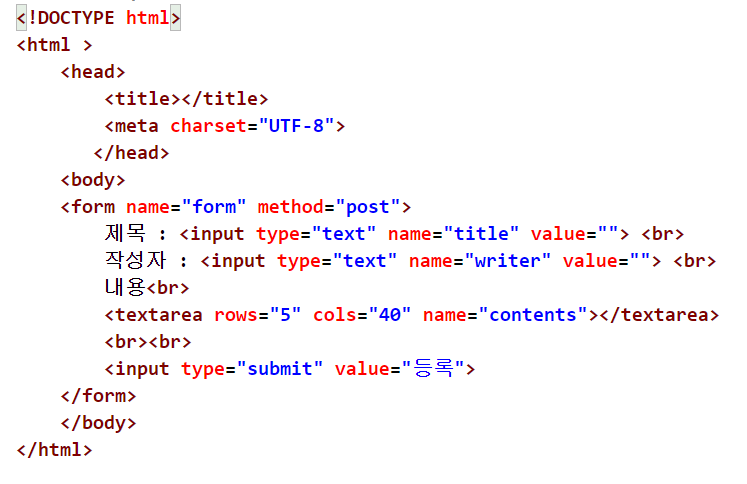 <!DOCTYPE html>
<html >
<head>
<title></title>
<meta charset="UTF-8">
</head>
<body>
<form name="form" method="post">
제목 : <input type="text" name="title" value=""> <br>
작성자 : <input type="text" name="writer" value=""> <br>
내용<br>
<textarea rows="5" cols="40" name="contents"></textarea>
<br><br>
<input type="submit" value="등록">
</form>
</body>
</html>